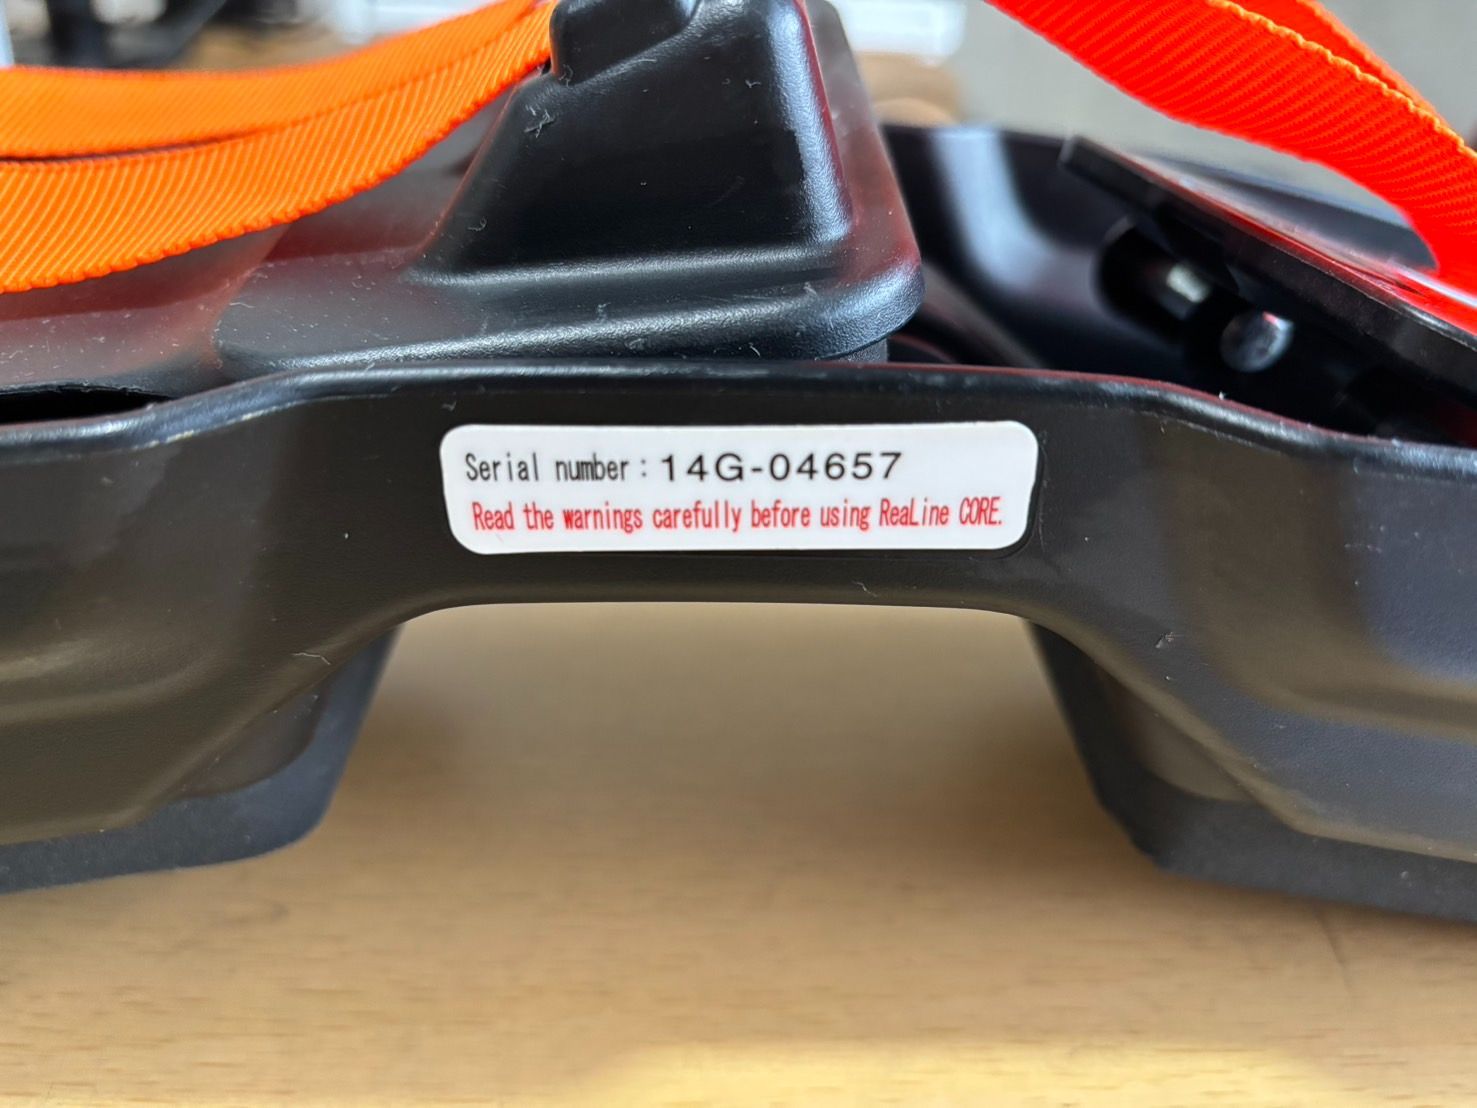 Serial number : 14G-04657
Read the warnings carefully before using ReaLine CORE.